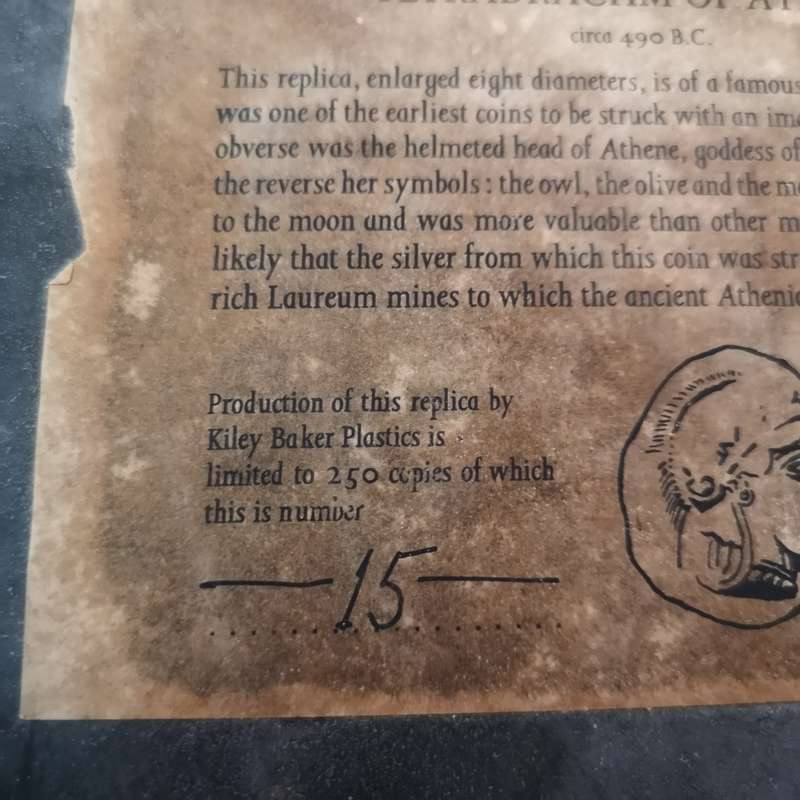 TETRADRACHM OF AT
circa 490 B.C.
This replica, enlarged eight diameters, is of a famous
was one of the earliest coins to be struck with an
obverse was the helmeted head of Athene, goddess of
the reverse her symbols: the owl, the olive and the
to the moon and was more valuable than other
likely that the silver from which this coin was
rich Laureum mines to which the ancient
Production of this replica by
Kiley Baker Plastics is
limited to 250 copies of which
this is number
15